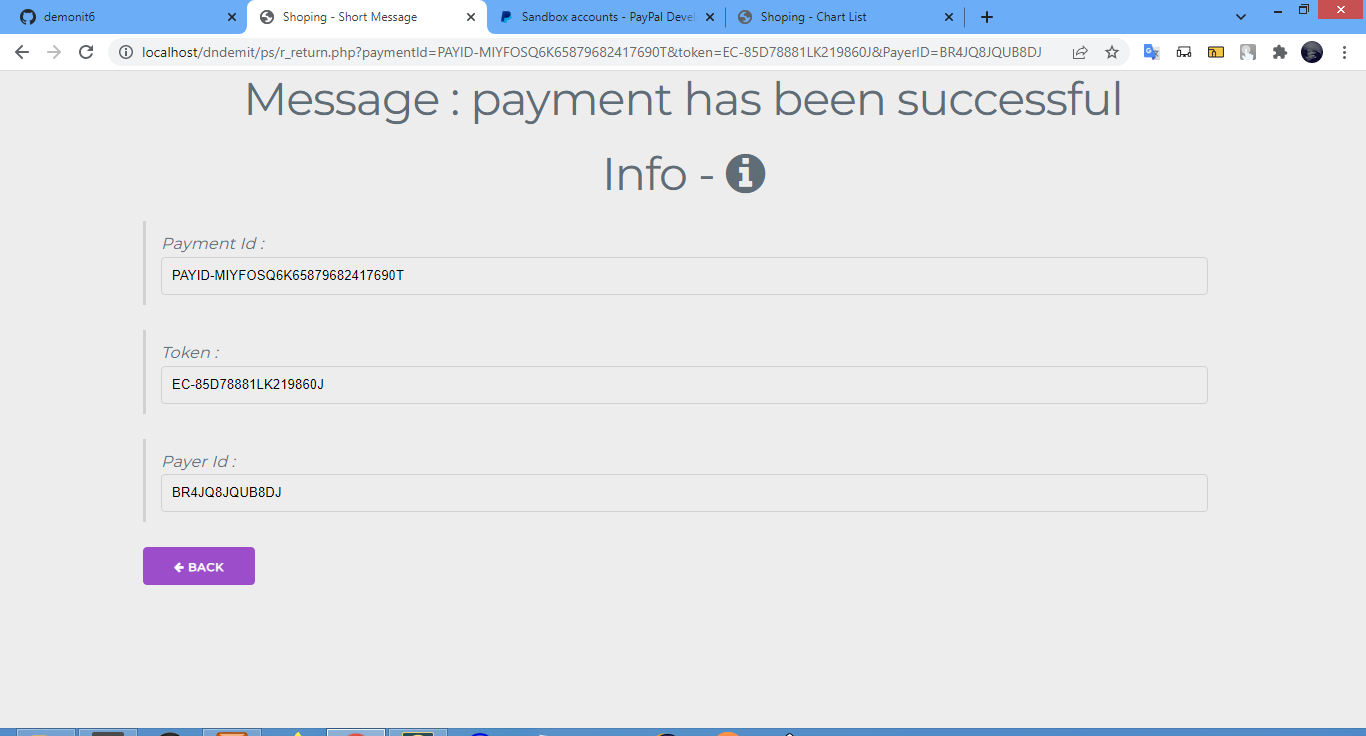 demonit6
Shoping - Short Message
Sandbox accounts - PayPal Devel
Shoping - Chart List
localhost/dndemit/ps/r_return.php?paymentId=PAYID-MIYFOSQ6K65879682417690T&token=EC-85D78881LK219860J&PayerID=BR4JQ8JQUB8DJ
Message : payment has been successful
Info -
Payment Id :
PAYID-MIYFOSQ6K65879682417690T
Token :
EC-85D78881LK219860J
Payer Id :
BR4JQ8JQUB8DJ
BACK